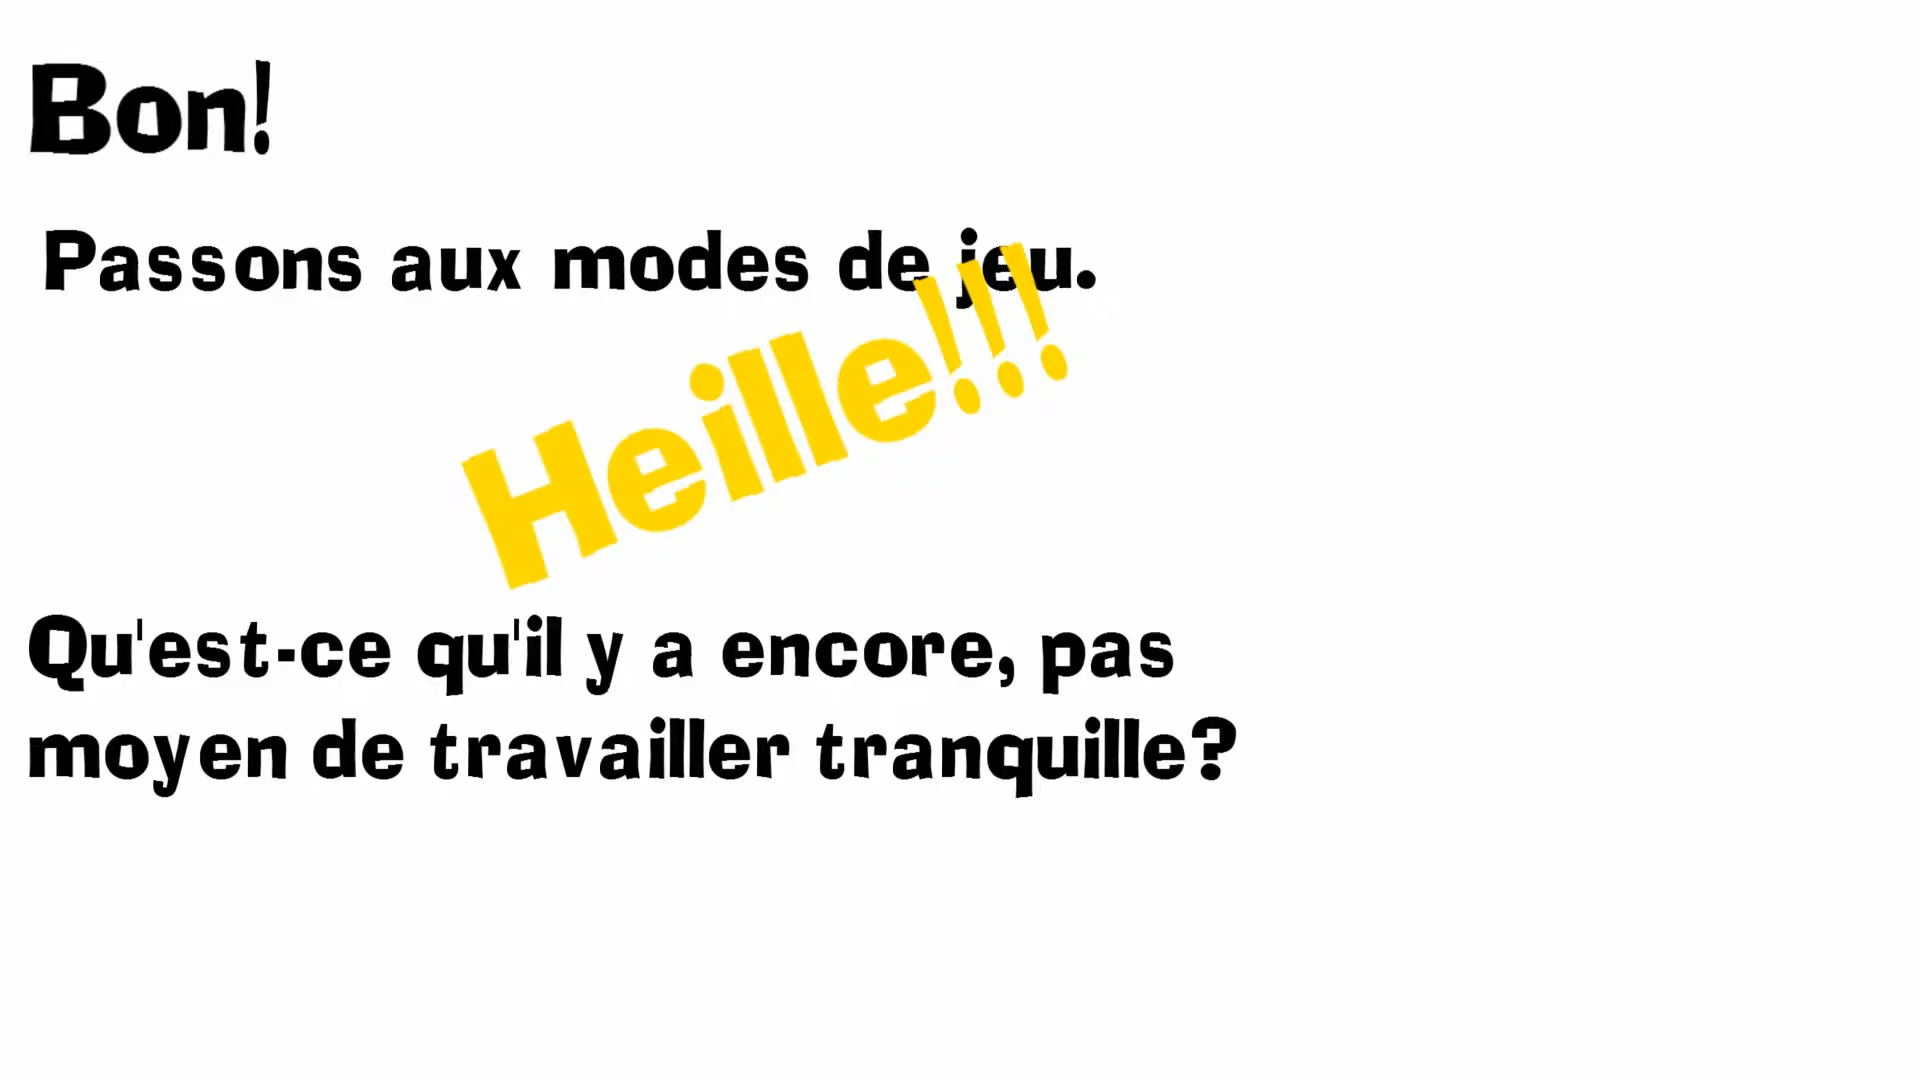 Bon!
Passons aux modes de jeu.
Heille!!!
Qu'est-ce qu'il y a encore, pas
moyen de travailler tranquille?